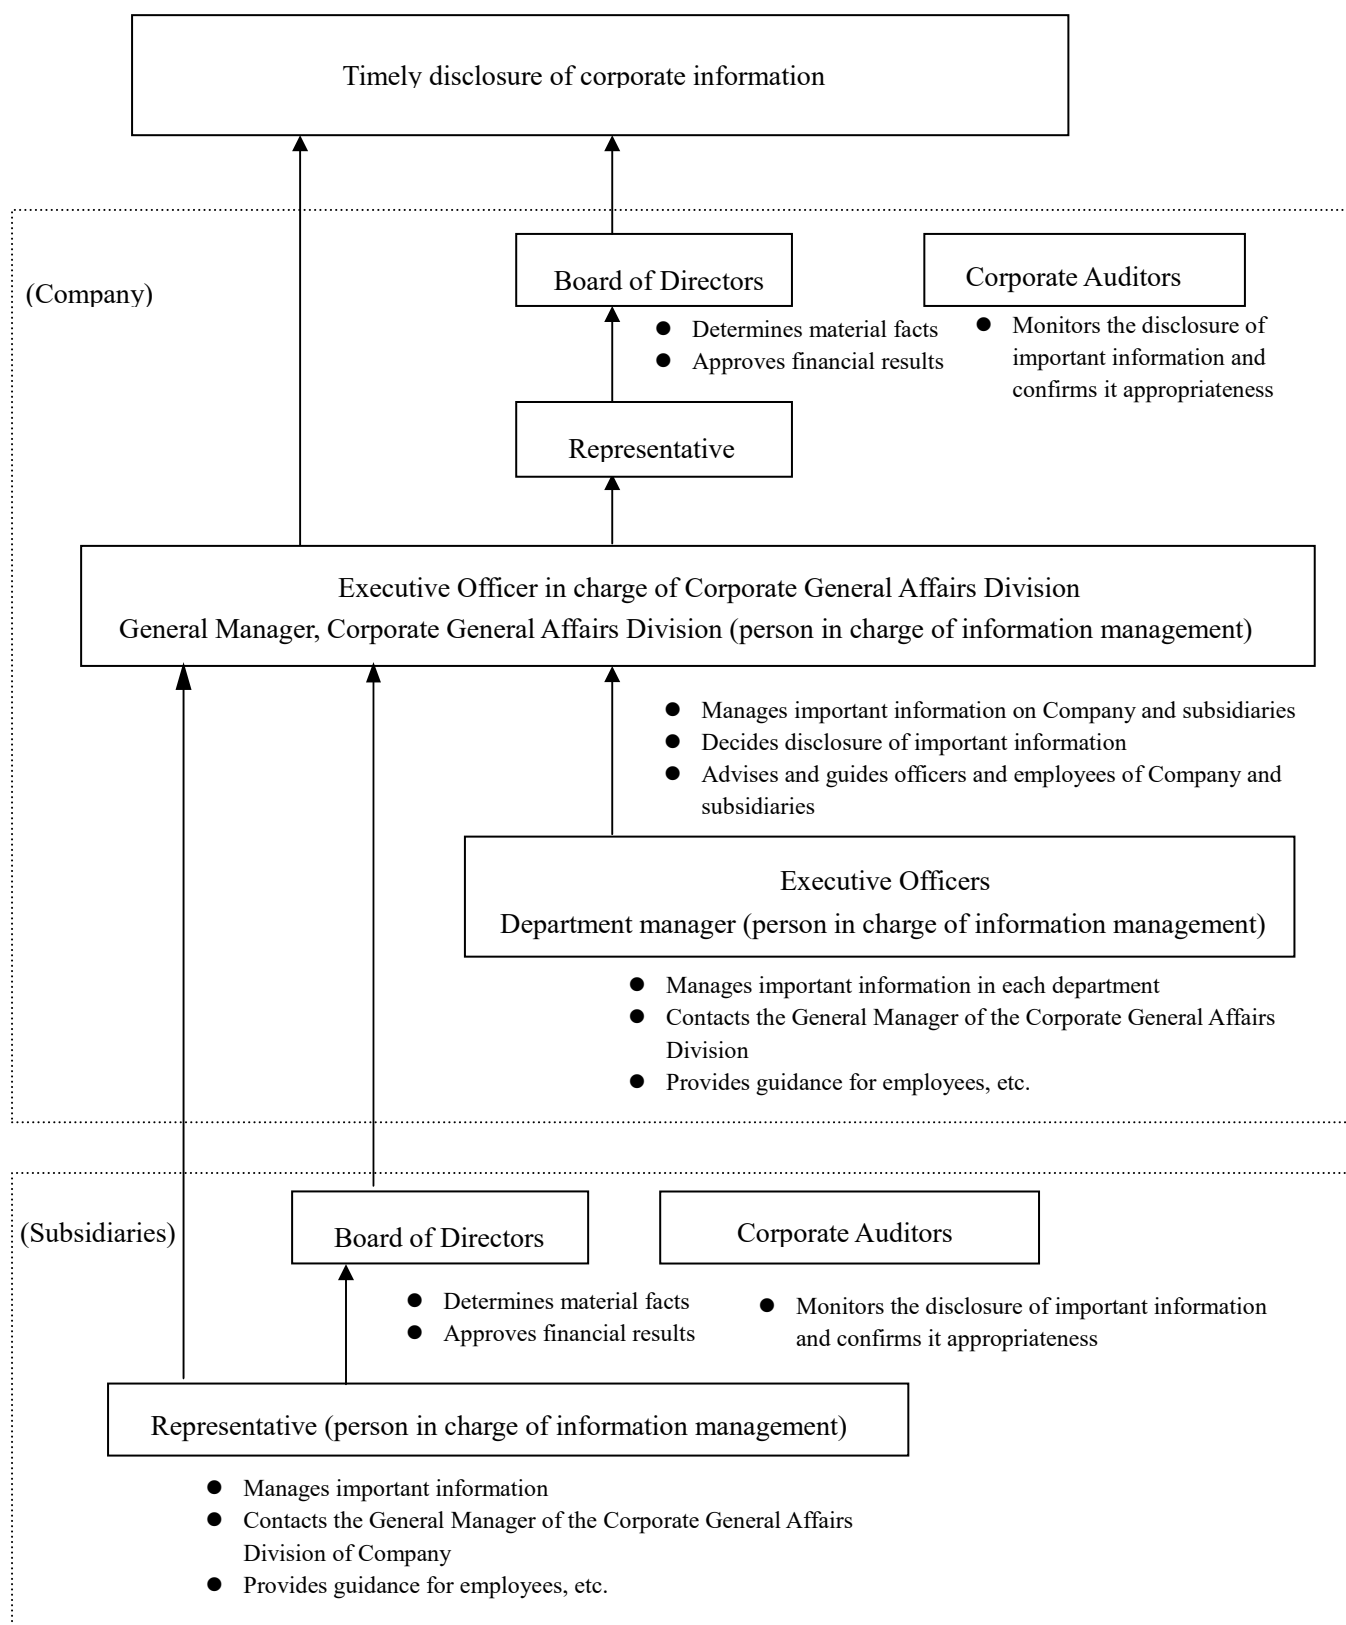 Timely disclosure of corporate information
(Company)
Board of Directors
● Determines material facts
● Approves financial results
Corporate Auditors
● Monitors the disclosure of
important information and
confirms it appropriateness
Representative
Executive Officer in charge of Corporate General Affairs Division
General Manager, Corporate General Affairs Division (person in charge of information management)
● Manages important information on Company and subsidiaries
● Decides disclosure of important information
● Advises and guides officers and employees of Company and
subsidiaries
Executive Officers
Department manager (person in charge of information management)
● Manages important information in each department
● Contacts the General Manager of the Corporate General Affairs
Division
● Provides guidance for employees, etc.
(Subsidiaries)
Board of Directors
● Determines material facts
● Approves financial results
Corporate Auditors
● Monitors the disclosure of important information
and confirms it appropriateness
Representative (person in charge of information management)
● Manages important information
● Contacts the General Manager of the Corporate General Affairs
Division of Company
● Provides guidance for employees, etc.